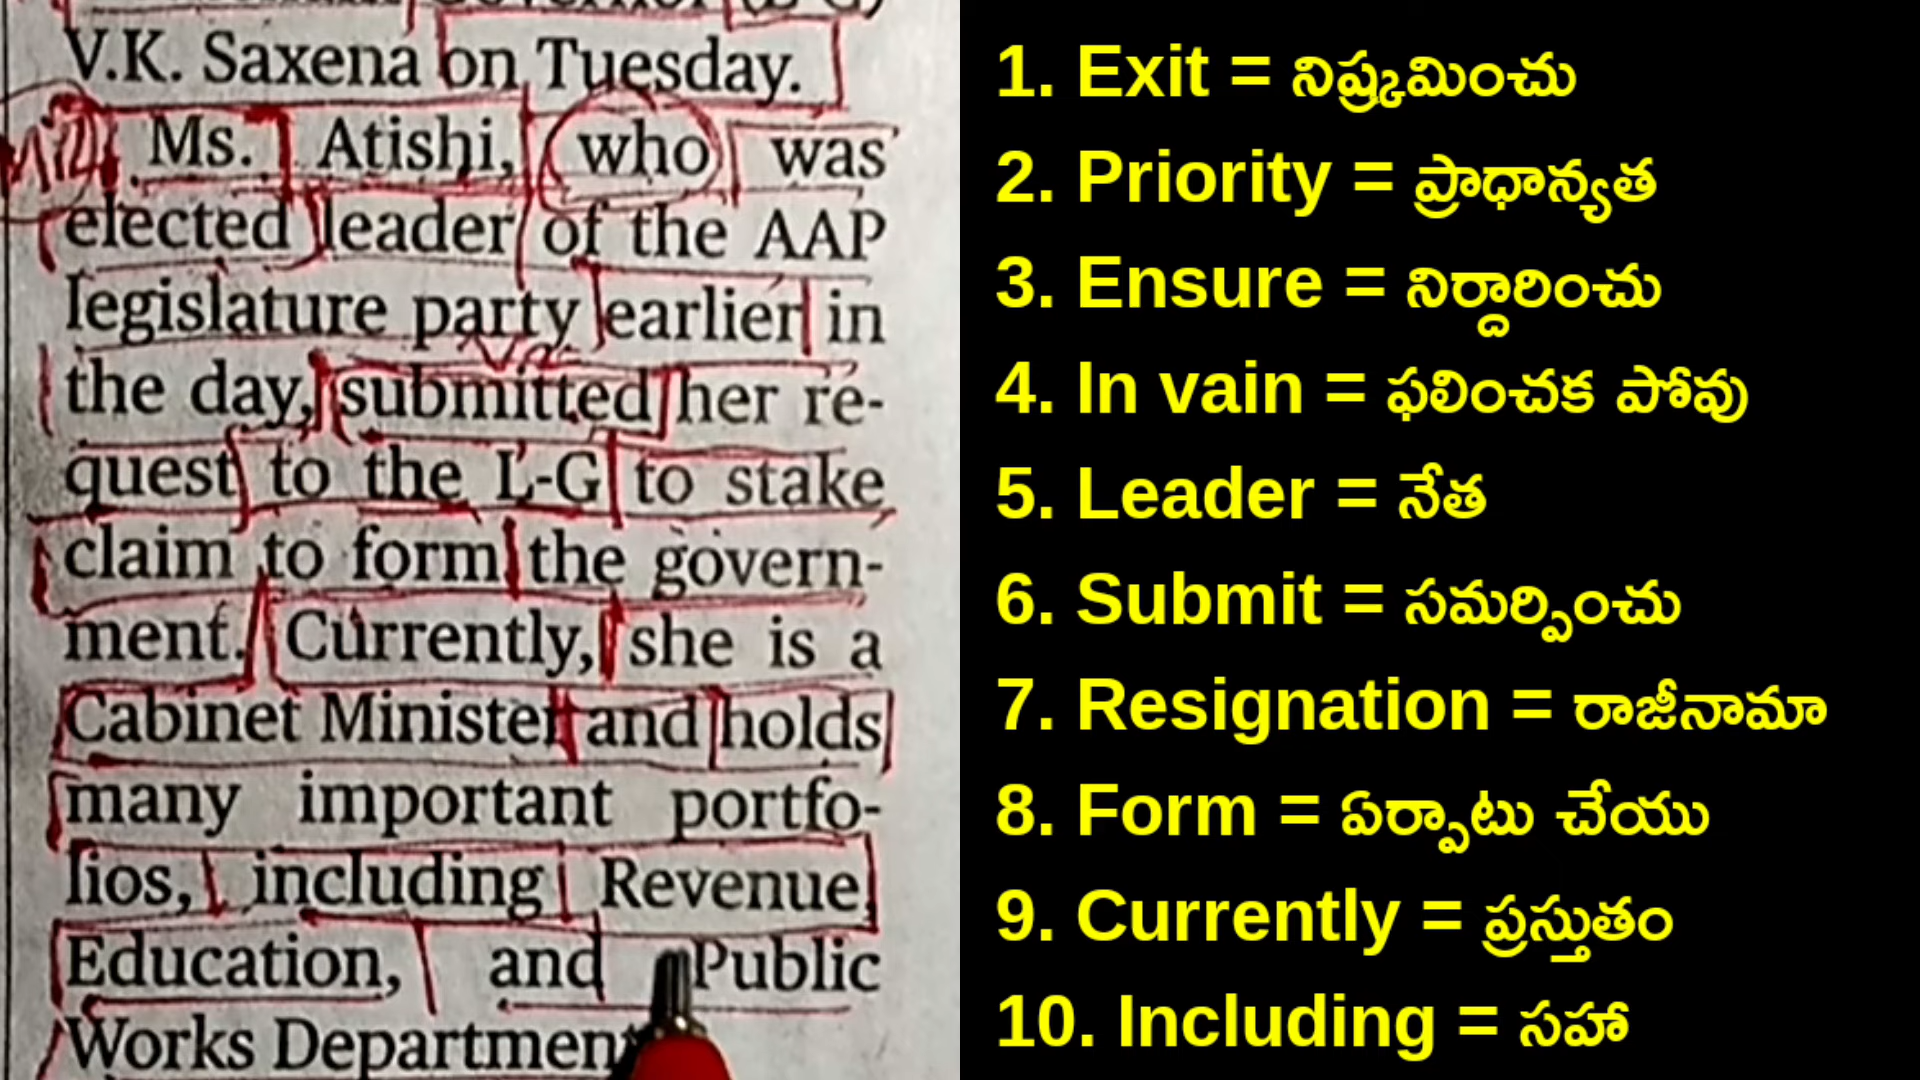 V.K. Saxena on Tuesday.
Ms. Atishi, who was
elected leader of the AAP
legislature party earlier in
the day, submitted her re-
quest to the L-G to stake
claim to form the govern-
ment. Currently, she is a
Cabinet Minister and holds
many important portfo-
lios, including Revenue,
Education, and Public
Works Department
1. Exit = నిష్క్రమించు
2. Priority = ప్రాధాన్యత
3. Ensure = నిర్ధారించు
4. In vain = ఫలించక పోవు
5. Leader = నేత
6. Submit = సమర్పించు
7. Resignation = రాజీనామా
8. Form = ఏర్పాటు చేయు
9. Currently = ప్రస్తుతం
10. Including = సహా